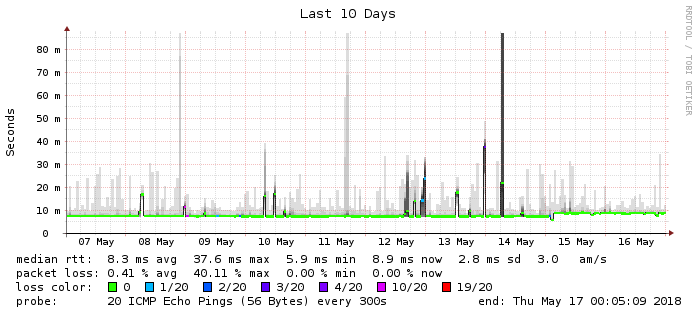 Last 10 Days
RRDTOOL / TOBI OETIKER
Seconds
80 m
70 m
60 m
50 m
40 m
30 m
20 m
10 m
0
07 May 08 May 09 May 10 May 11 May 12 May 13 May 14 May 15 May 16 May
median rtt: 8.3 ms avg 37.6 ms max 5.9 ms min 8.9 ms now 2.8 ms sd 3.0 am/s
packet loss: 0.41 % avg 40.11 % max 0.00 % min 0.00 % now
loss color: 0 1/20 2/20 3/20 4/20 10/20 19/20
probe: 20 ICMP Echo Pings (56 Bytes) every 300s end: Thu May 17 00:05:09 2018